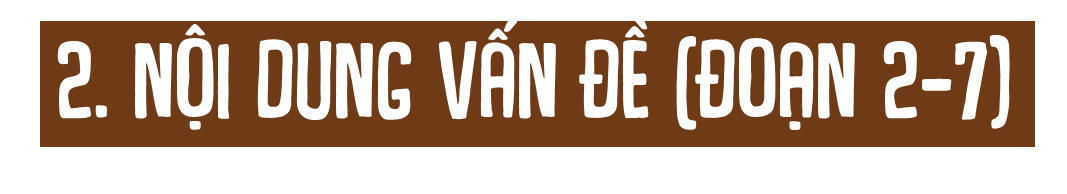 2. NỘI DUNG VẤN ĐỀ (ĐOẠN 2-7)